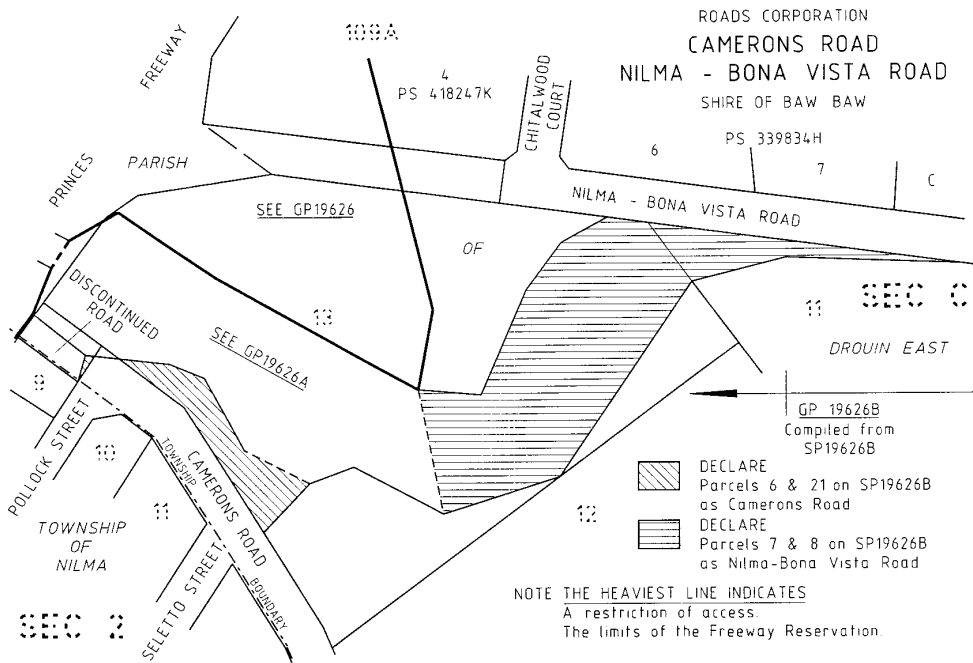 ROADS CORPORATION
CAMERONS ROAD
NILMA - BONA VISTA ROAD
SHIRE OF BAW BAW
109A
4
PS 418247K
FREEWAY
CHITALWOOD
COURT
PS 339834H
6
7
C
PARISH
PRINCES
NILMA - BONA VISTA ROAD
SEE GP19626
OF
DISCONTINUED
ROAD
13
SEE GP19626A
11
SEC C
DROUIN EAST
9
POLLOCK STREET
10
TOWNSHIP
CAMERONS ROAD
11
TOWNSHIP
OF
NILMA
SELETTO STREET
BOUNDARY
SEC 2
12
GP 19626B
Compiled from
SP19626B
DECLARE
Parcels 6 & 21 on SP19626B
as Camerons Road
DECLARE
Parcels 7 & 8 on SP19626B
as Nilma-Bona Vista Road
NOTE THE HEAVIEST LINE INDICATES
A restriction of access.
The limits of the Freeway Reservation.